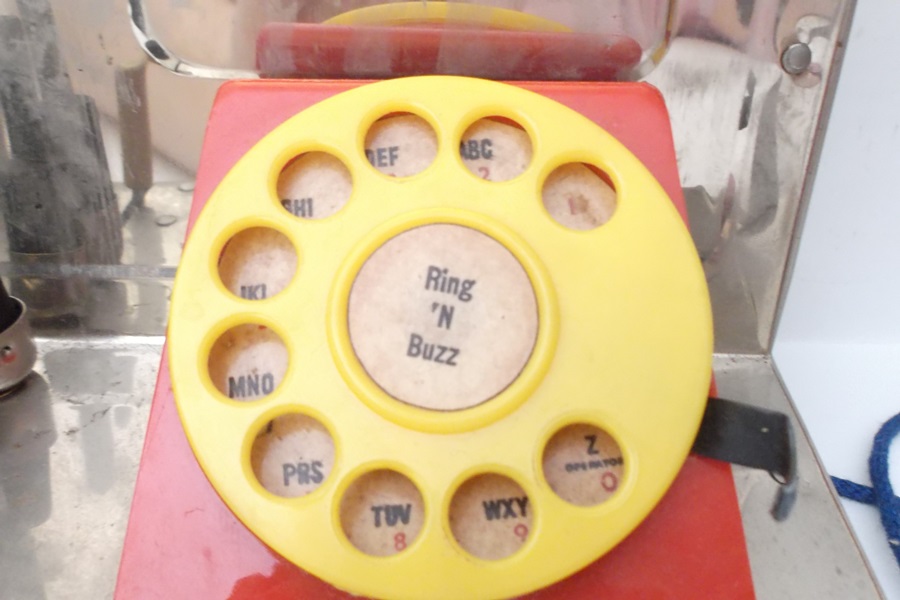 Ring
'N
Buzz
ABC
2
DEF
GHI
JKL
MNO
PRS
TUV
8
WXY
9
Z
OPERATOR
0